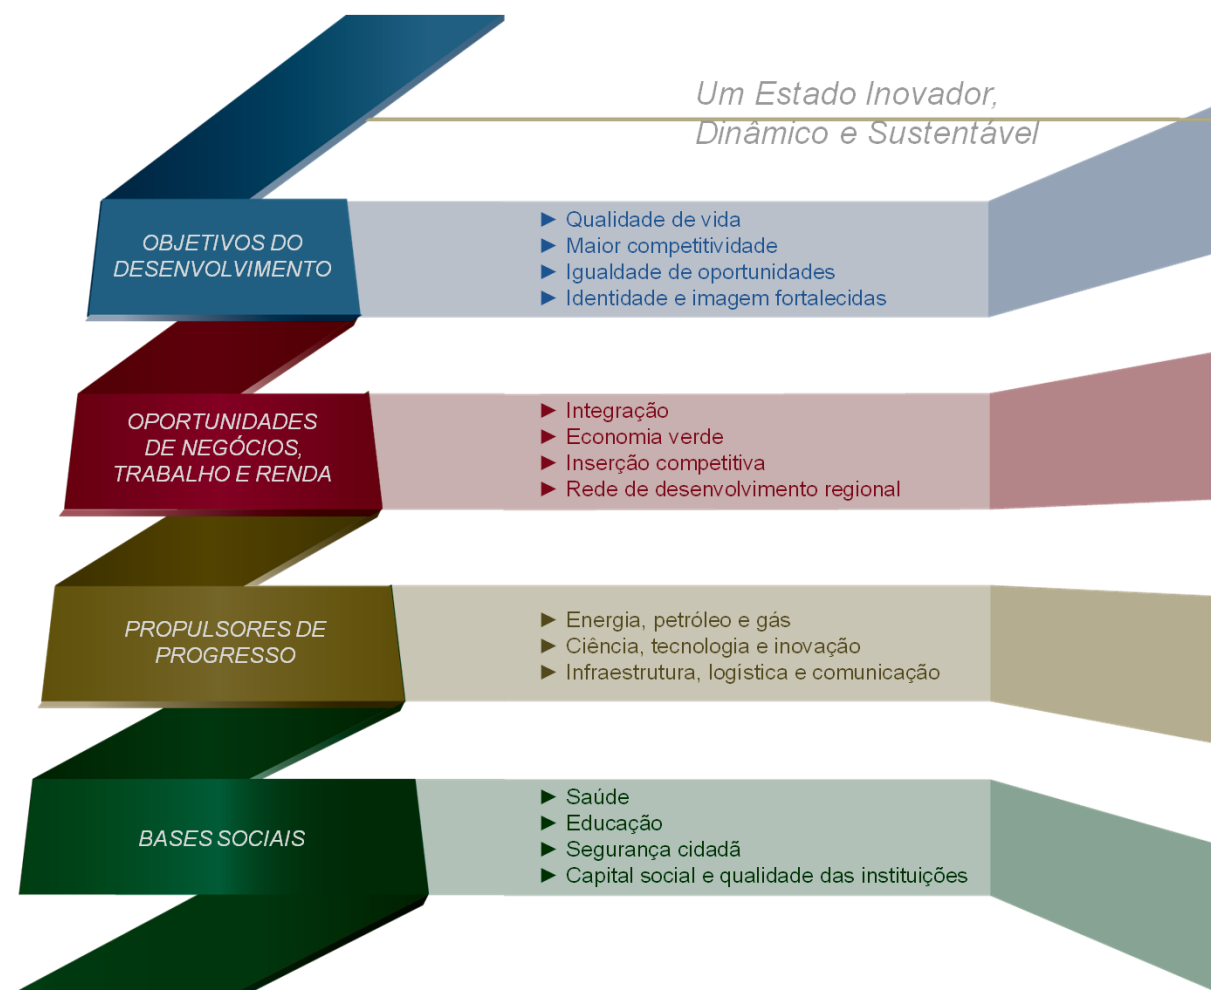 Um Estado Inovador,
Dinâmico e Sustentável
OBJETIVOS DO
DESENVOLVIMENTO
► Qualidade de vida
► Maior competitividade
► Igualdade de oportunidades
► Identidade e imagem fortalecidas
OPORTUNIDADES
DE NEGÓCIOS,
TRABALHO E RENDA
► Integração
► Economia verde
► Inserção competitiva
► Rede de desenvolvimento regional
PROPULSORES DE
PROGRESSO
► Energia, petróleo e gás
► Ciência, tecnologia e inovação
► Infraestrutura, logística e comunicação
BASES SOCIAIS
► Saúde
► Educação
► Segurança cidadã
► Capital social e qualidade das instituições